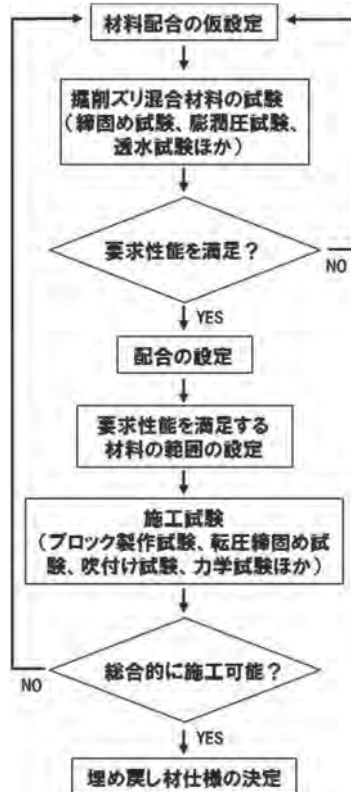 材料配合の仮設定
掘削ズリ混合材料の試験
（締固め試験、膨潤圧試験、
透水試験ほか）
要求性能を満足？
NO
YES
配合の設定
要求性能を満足する
材料の範囲の設定
施工試験
（ブロック製作試験、転圧締固め試
験、吹付け試験、力学試験ほか）
総合的に施工可能？
NO
YES
埋め戻し材仕様の決定